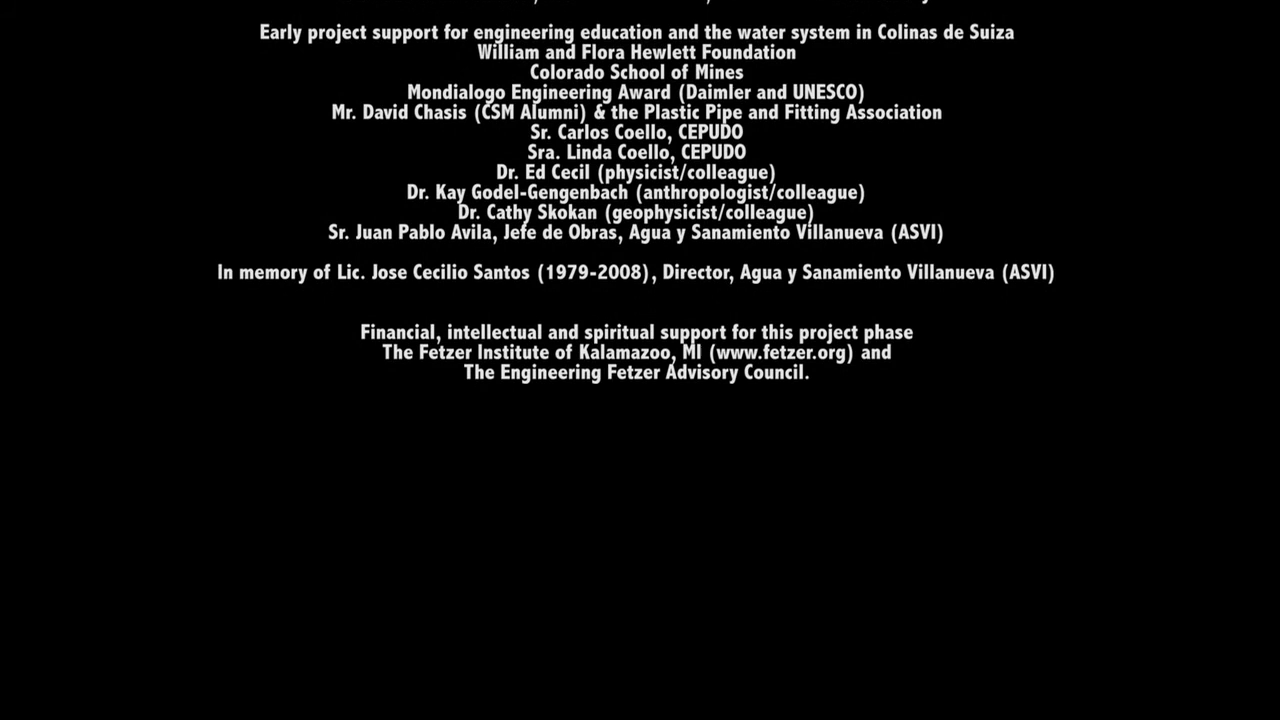 Early project support for engineering education and the water system in Colinas de Suiza
William and Flora Hewlett Foundation
Colorado School of Mines
Mondialogo Engineering Award (Daimler and UNESCO)
Mr. David Chasis (CSM Alumni) & the Plastic Pipe and Fitting Association
Sr. Carlos Coello, CEPUDO
Sra. Linda Coello, CEPUDO
Dr. Ed Cecil (physicist/colleague)
Dr. Kay Godel-Gengenbach (anthropologist/colleague)
Dr. Cathy Skokan (geophysicist/colleague)
Sr. Juan Pablo Avila, Jefe de Obras, Agua y Sanamiento Villanueva (ASVI)
In memory of Lic. Jose Cecilio Santos (1979-2008), Director, Agua y Sanamiento Villanueva (ASVI)
Financial, intellectual and spiritual support for this project phase
The Fetzer Institute of Kalamazoo, MI (www.fetzer.org) and
The Engineering Fetzer Advisory Council.